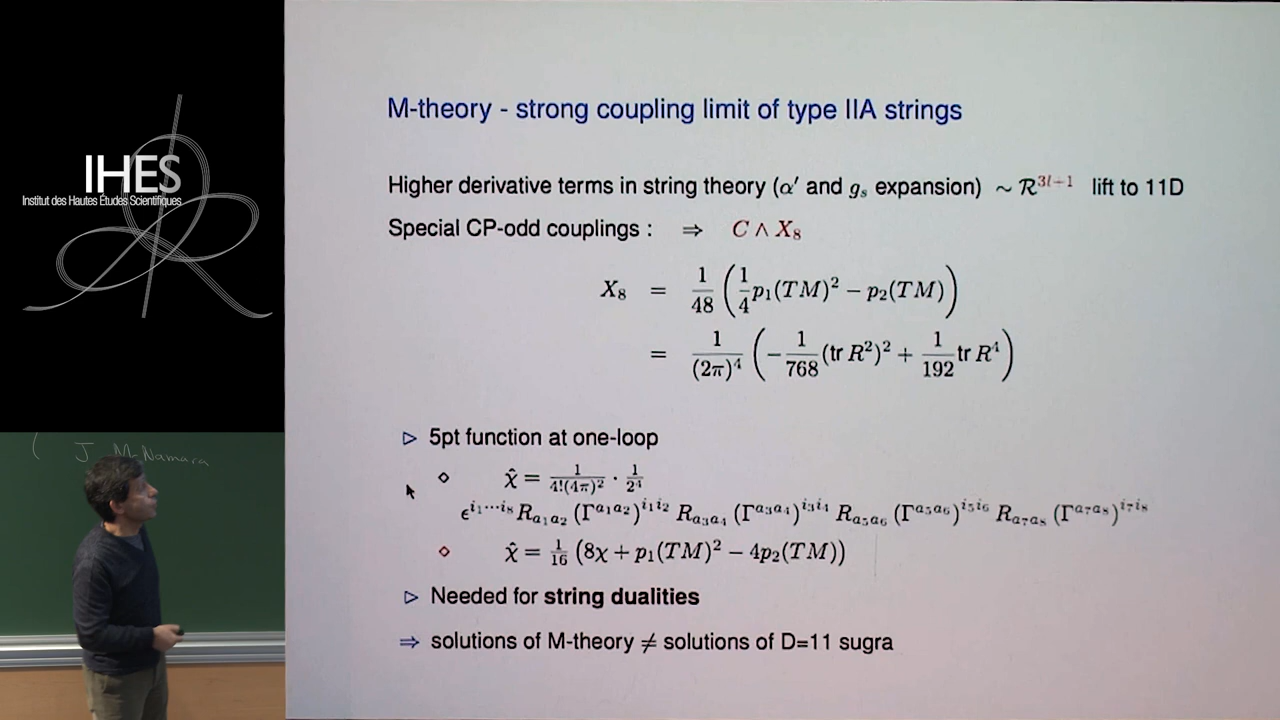 IHES
Institut des Hautes Études Scientifiques
J. McNamara
M-theory - strong coupling limit of type IIA strings
Higher derivative terms in string theory (α′ and g_s expansion) ∼ R^{3l−1} lift to 11D
Special CP-odd couplings : ⇒ C ∧ X_8
X_8 = 1/48 (1/4 p_1(TM)^2 − p_2(TM))
= 1/(2π)^4 (−1/768 (tr R^2)^2 + 1/192 tr R^4)
▷ 5pt function at one-loop
◇ χ̂ = 1/(4!(4π)^2) · 1/2^4
ϵ^{i_1···i_8} R_{a_1a_2} (Γ^{a_1a_2})^{i_1i_2} R_{a_3a_4} (Γ^{a_3a_4})^{i_3i_4} R_{a_5a_6} (Γ^{a_5a_6})^{i_5i_6} R_{a_7a_8} (Γ^{a_7a_8})^{i_7i_8}
◇ χ̂ = 1/16 (8χ + p_1(TM)^2 − 4p_2(TM))
▷ Needed for string dualities
⇒ solutions of M-theory ≠ solutions of D=11 sugra